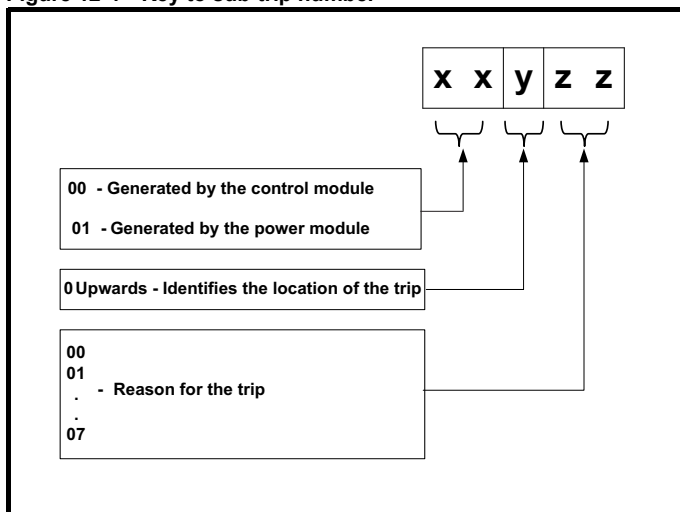 Figure 12-4 Key to sub-trip number
x x y z z
00 - Generated by the control module
01 - Generated by the power module
0 Upwards - Identifies the location of the trip
00
01
. - Reason for the trip
.
07